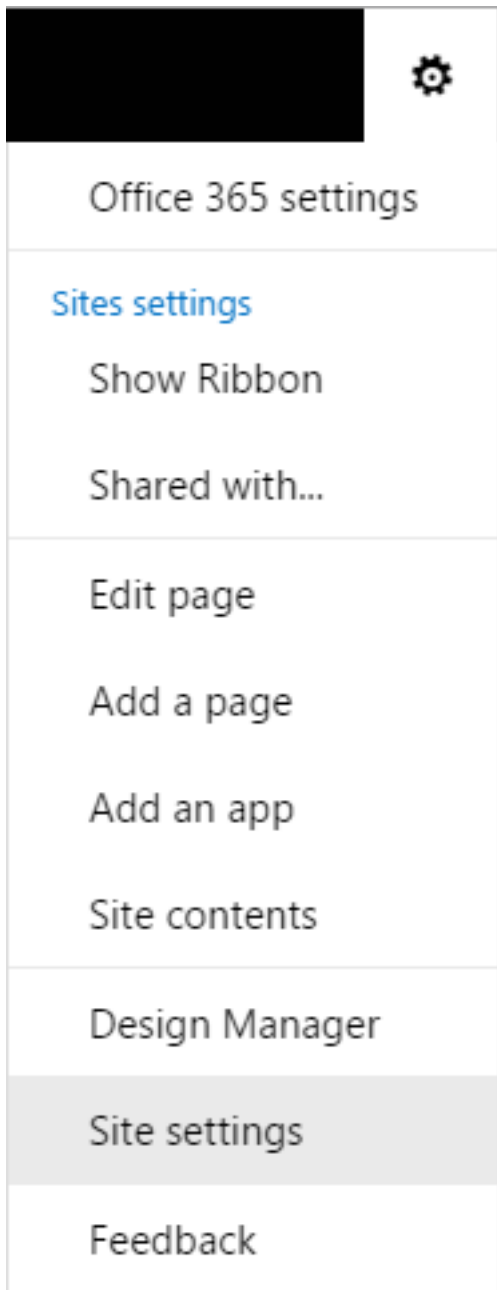 Office 365 settings
Sites settings
Show Ribbon
Shared with...
Edit page
Add a page
Add an app
Site contents
Design Manager
Site settings
Feedback